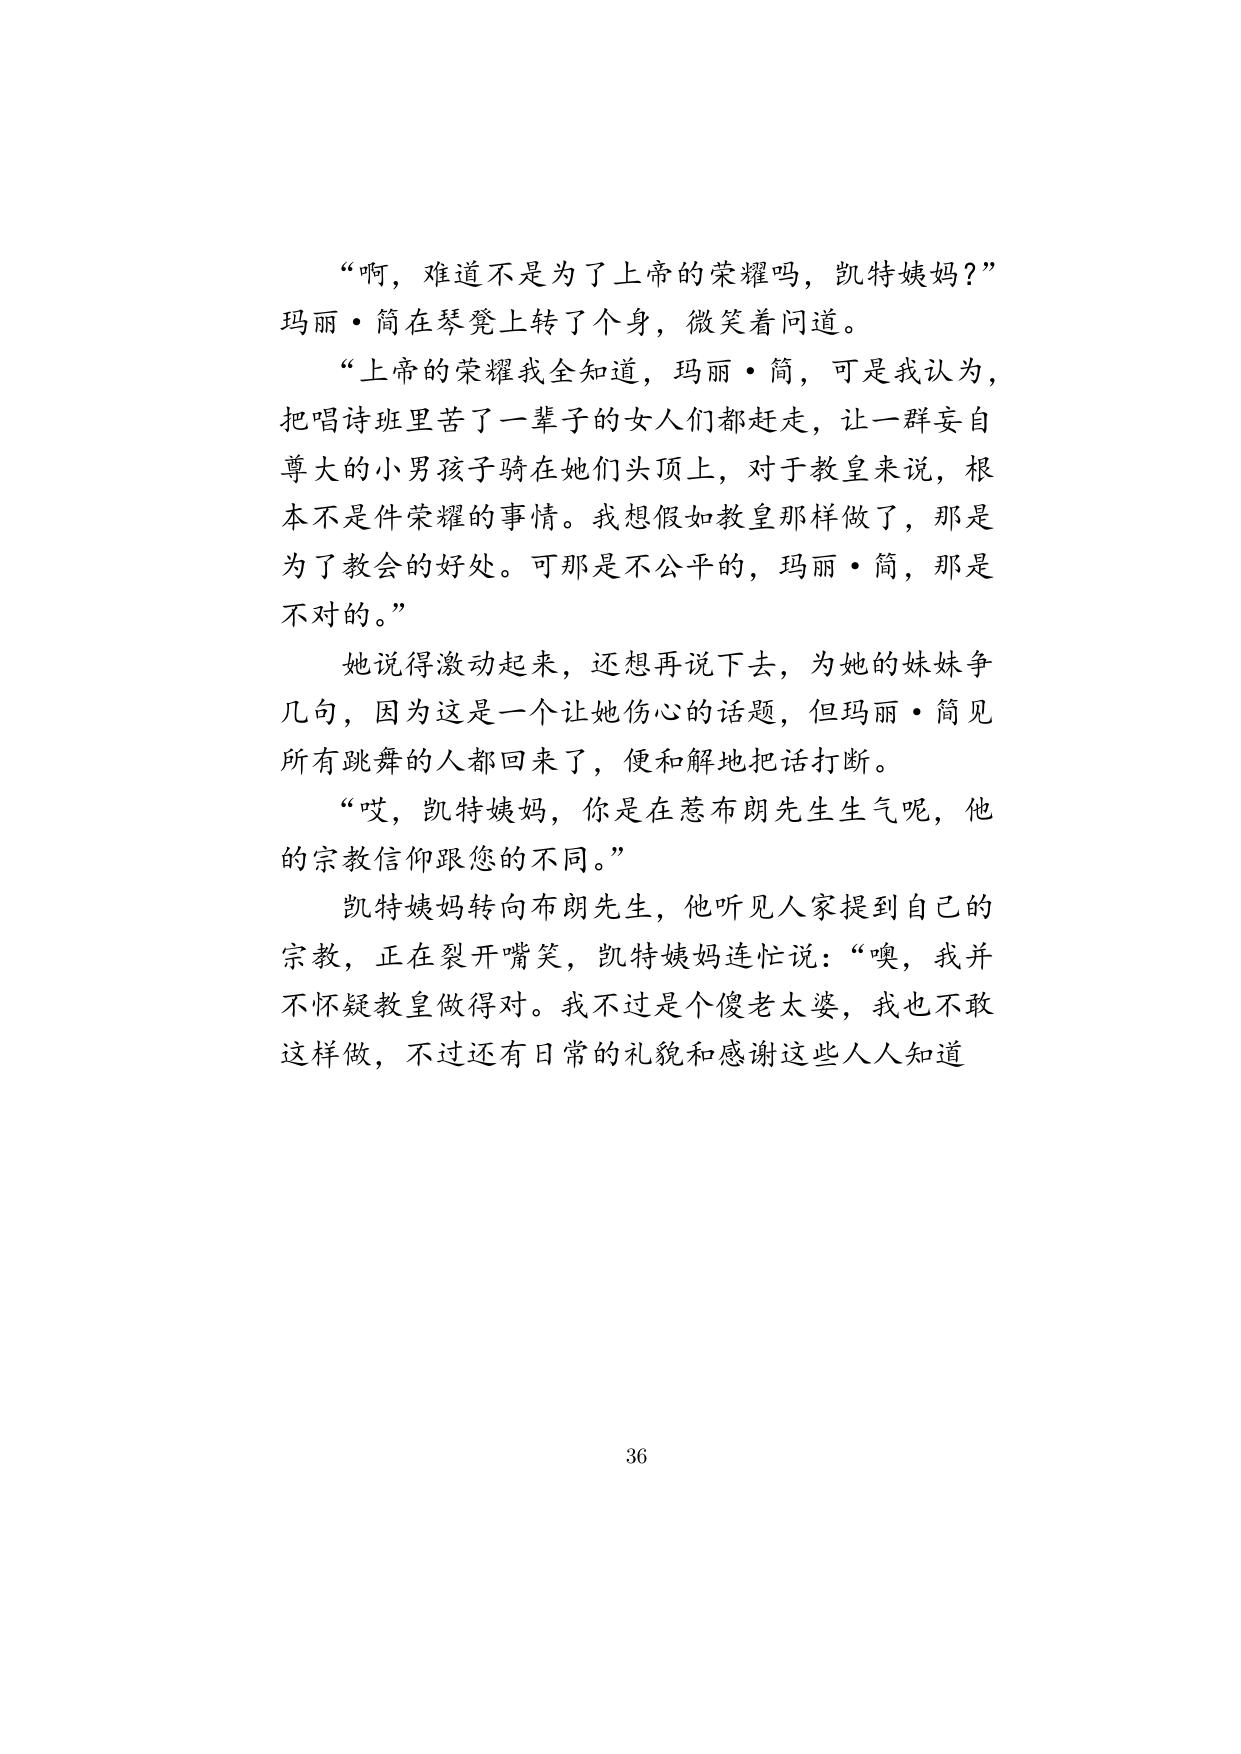 “啊，难道不是为了上帝的荣耀吗，凯特姨妈？”
玛丽·简在琴凳上转了个身，微笑着问道。
“上帝的荣耀我全知道，玛丽·简，可是我认为，
把唱诗班里苦了一辈子的女人们都赶走，让一群妄自
尊大的小男孩子骑在她们头顶上，对于教皇来说，根
本不是件荣耀的事情。我想假如教皇那样做了，那是
为了教会的好处。可那是不公平的，玛丽·简，那是
不对的。”
她说得激动起来，还想再说下去，为她的妹妹争
几句，因为这是一个让她伤心的话题，但玛丽·简见
所有跳舞的人都回来了，便和解地把话打断。
“哎，凯特姨妈，你是在惹布朗先生生气呢，他
的宗教信仰跟您的不同。”
凯特姨妈转向布朗先生，他听见人家提到自己的
宗教，正在裂开嘴笑，凯特姨妈连忙说：“噢，我并
不怀疑教皇做得对。我不过是个傻老太婆，我也不敢
这样做，不过还有日常的礼貌和感谢这些人人知道
36